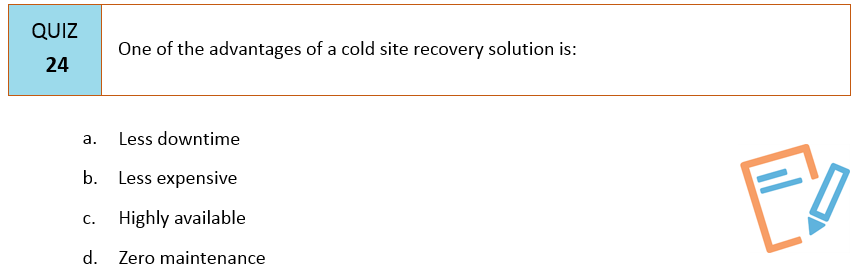 QUIZ
24
One of the advantages of a cold site recovery solution is:
a. Less downtime
b. Less expensive
c. Highly available
d. Zero maintenance